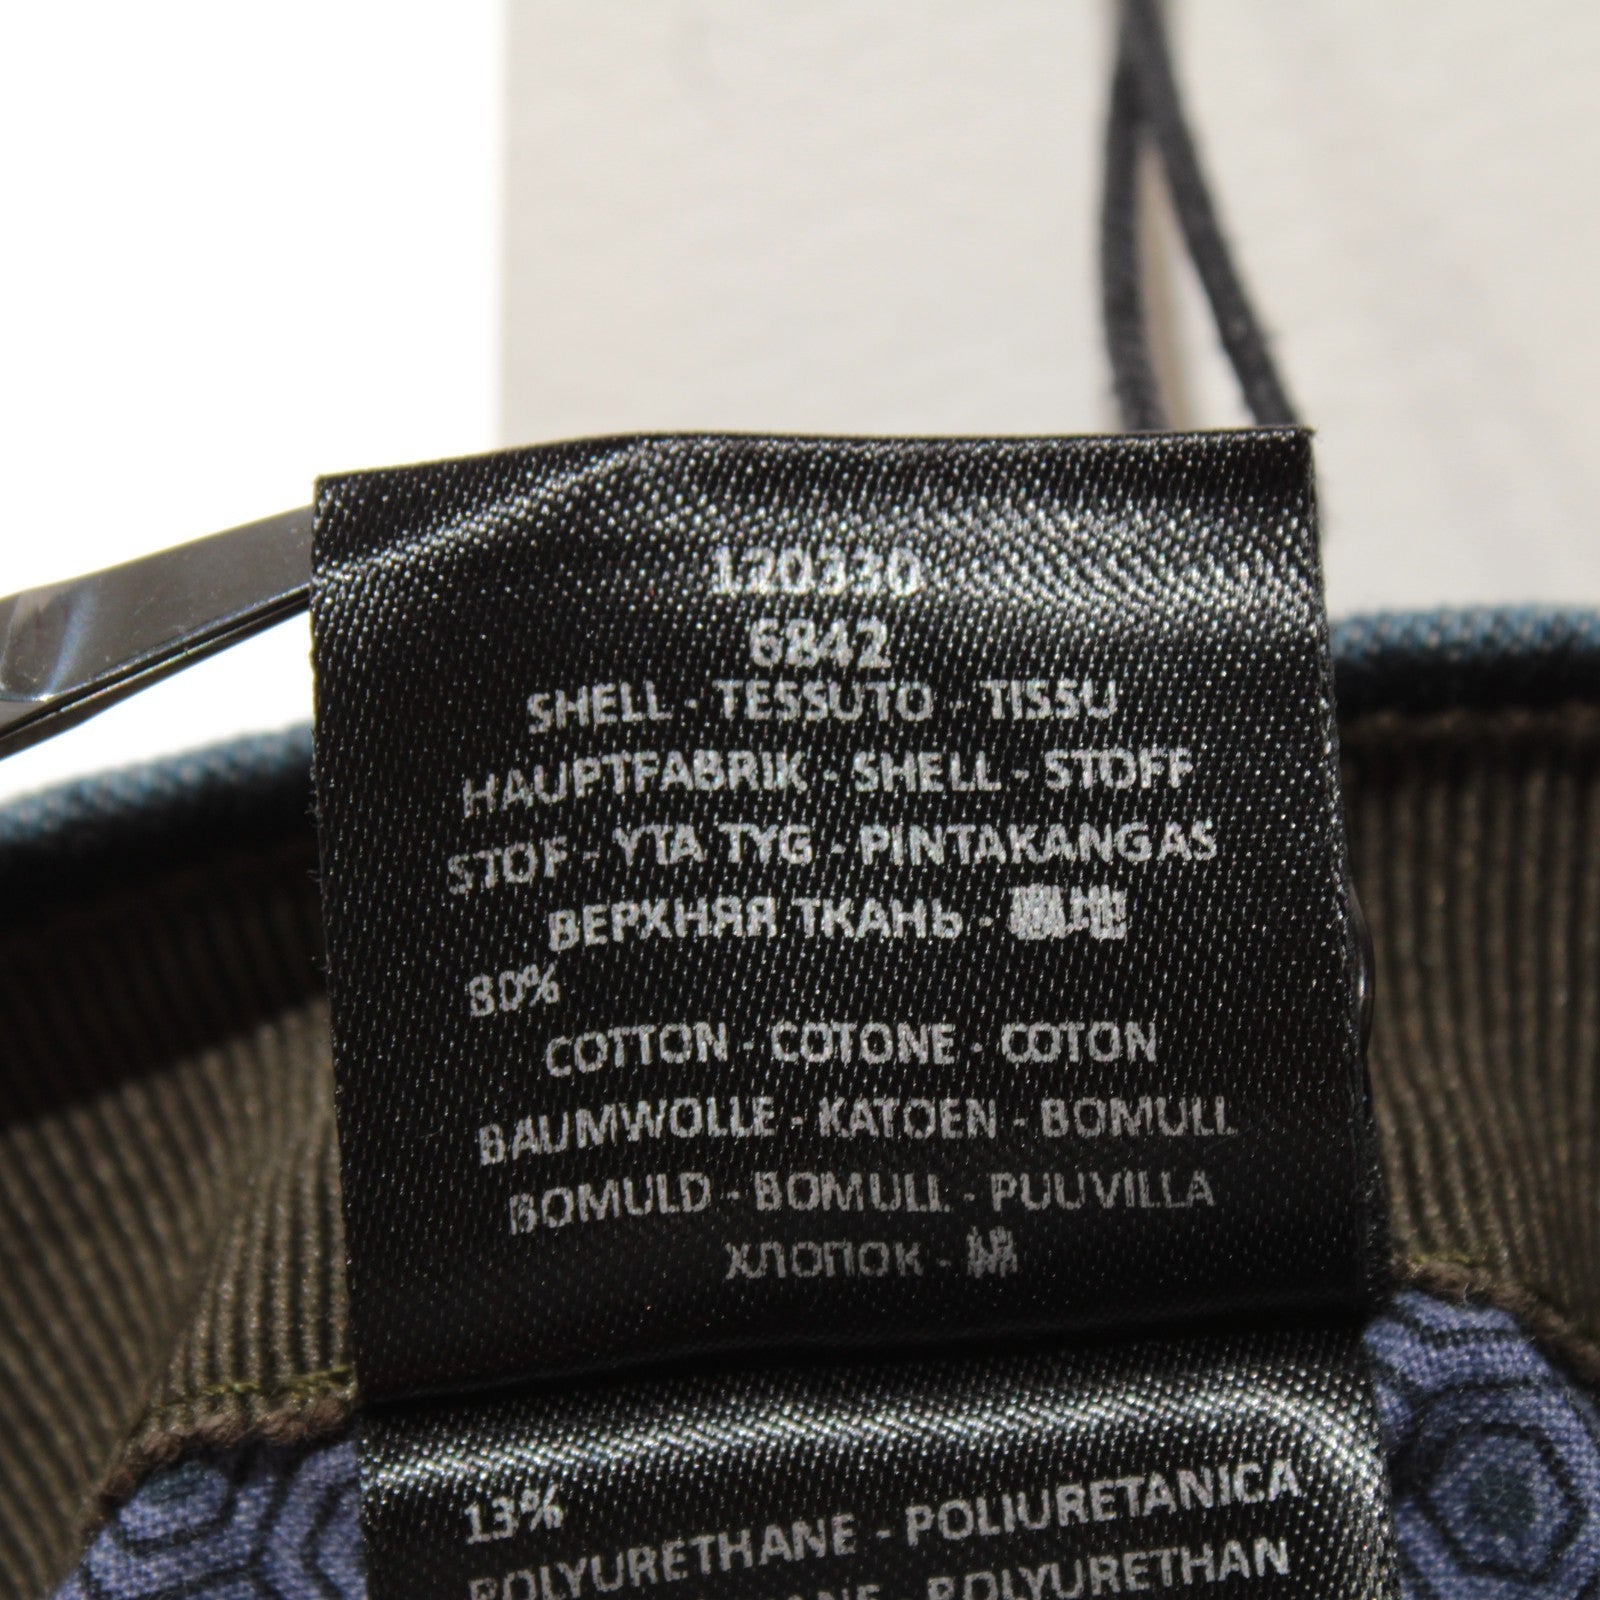 120330
6842
SHELL - TESSUTO - TISSU
HAUPTFABRIK - SHELL - STOFF
STOF - YTA TYG - PINTAKANGAS
ВЕРХНЯЯ ТКАНЬ -
80%
COTTON - COTONE - COTON
BAUMWOLLE - KATOEN - BOMULL
BOMULD - BOMULL - PUUVILLA
ХЛОПОК -
13%
POLYURETHANE - POLIURETANICA
POLYURETHAN